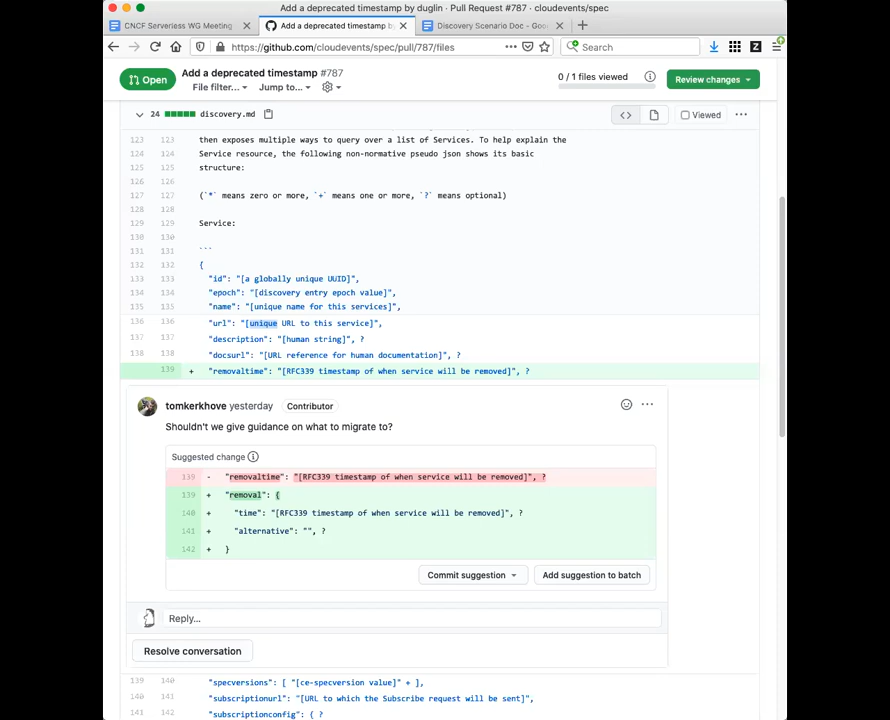 Add a deprecated timestamp by duglin · Pull Request #787 · cloudevents/spec
CNCF Serverless WG Meeting
Add a deprecated timestamp by
Discovery Scenario Doc - Goo
https://github.com/cloudevents/spec/pull/787/files
Search
Open
Add a deprecated timestamp #787
File filter...
Jump to...
0 / 1 files viewed
Review changes
24
discovery.md
Viewed
123 123 then exposes multiple ways to query over a list of Services. To help explain the
124 124 Service resource, the following non-normative pseudo json shows its basic
125 125 structure:
126 126
127 127 (`*` means zero or more, `+` means one or more, `?` means optional)
128 128
129 129 Service:
130 130
131 131 ```
132 132 {
133 133 "id": "[a globally unique UUID]",
134 134 "epoch": "[discovery entry epoch value]",
135 135 "name": "[unique name for this services]",
136 136 "url": "[unique URL to this service]",
137 137 "description": "[human string]", ?
138 138 "docsurl": "[URL reference for human documentation]", ?
139 + "removaltime": "[RFC339 timestamp of when service will be removed]", ?
tomkerkhove yesterday Contributor
Shouldn't we give guidance on what to migrate to?
Suggested change
139 - "removaltime": "[RFC339 timestamp of when service will be removed]", ?
139 + "removal": {
140 + "time": "[RFC339 timestamp of when service will be removed]", ?
141 + "alternative": "", ?
142 + }
Commit suggestion
Add suggestion to batch
Reply...
Resolve conversation
139 140 "specversions": [ "[ce-specversion value]" + ],
140 141 "subscriptionurl": "[URL to which the Subscribe request will be sent]",
141 142 "subscriptionconfig": { ?